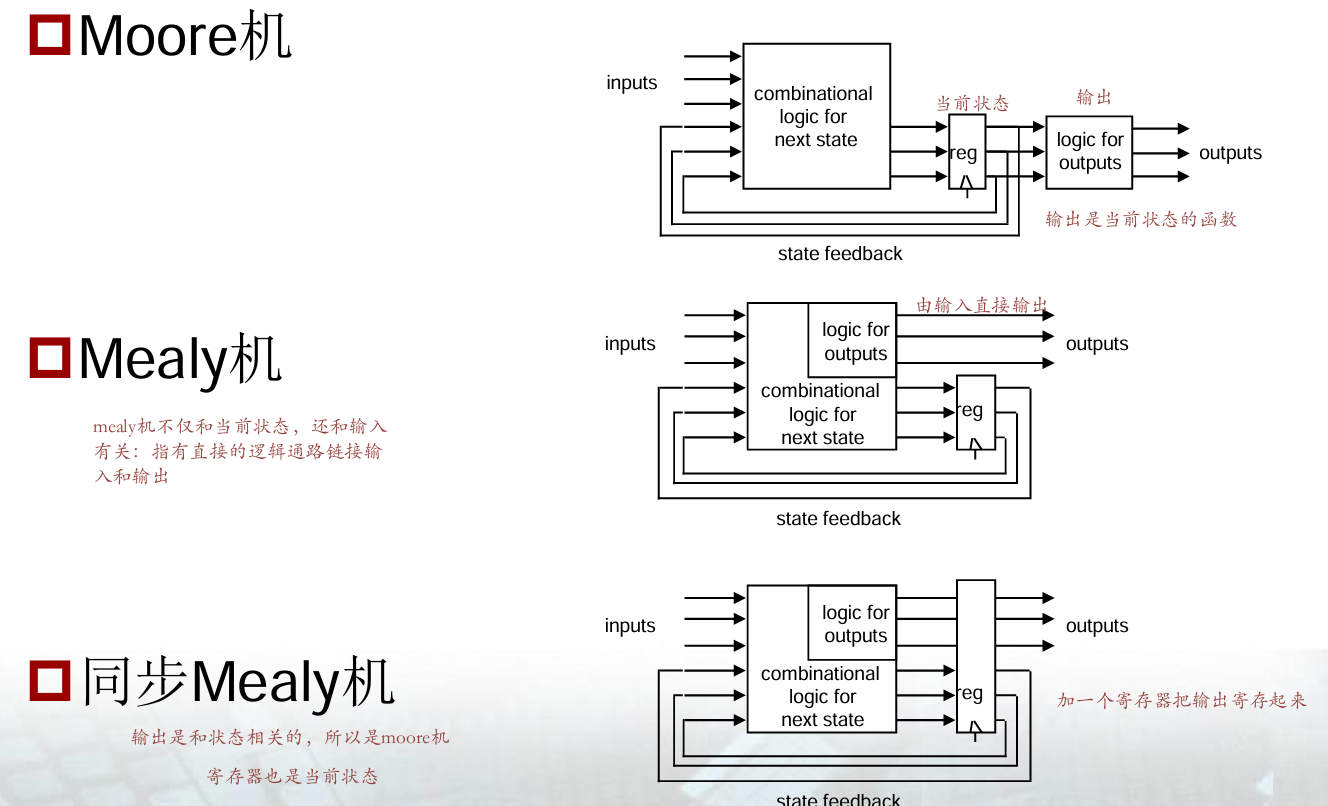 Moore机
inputs
combinational
logic for
next state
当前状态
reg
输出
logic for
outputs
outputs
输出是当前状态的函数
state feedback
Mealy机
mealy机不仅和当前状态，还和输入
有关：指有直接的逻辑通路链接输
入和输出
inputs
由输入直接输出
logic for
outputs
outputs
combinational
logic for
next state
reg
state feedback
同步Mealy机
输出是和状态相关的，所以是moore机
寄存器也是当前状态
inputs
logic for
outputs
outputs
combinational
logic for
next state
reg
加一个寄存器把输出寄存起来
state feedback